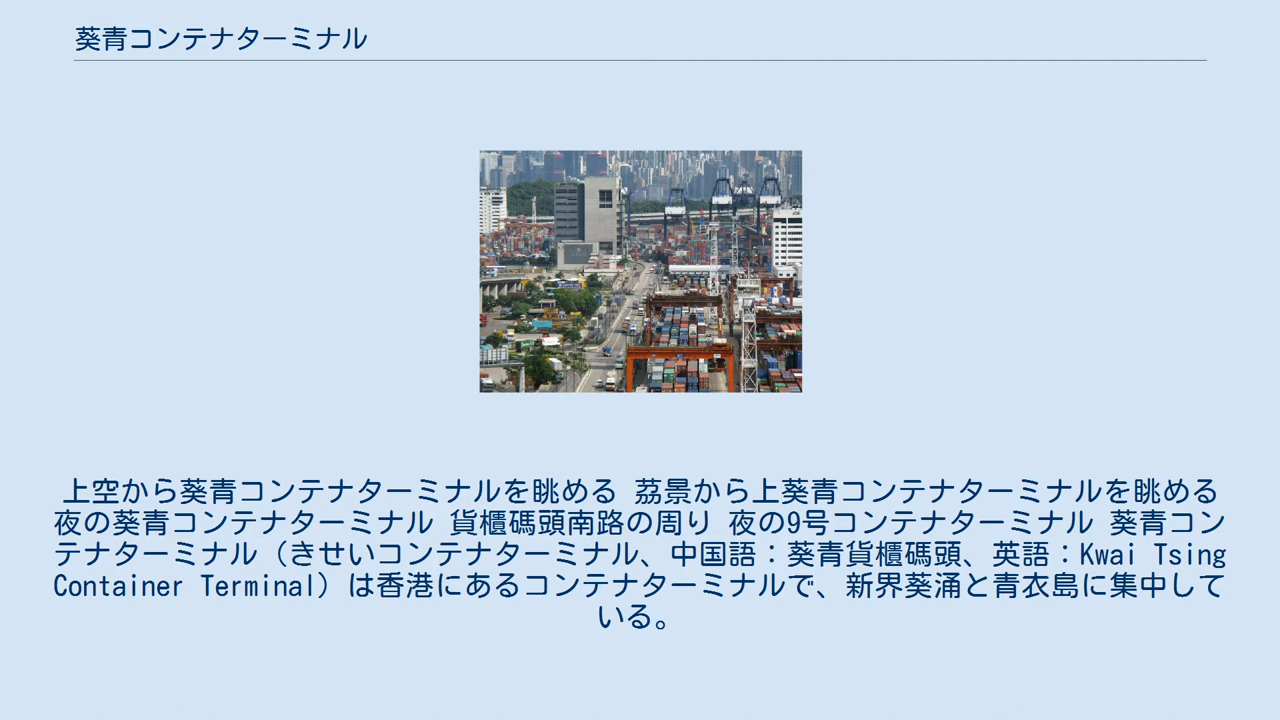 葵青コンテナターミナル
上空から葵青コンテナターミナルを眺める 茘景から上葵青コンテナターミナルを眺める
夜の葵青コンテナターミナル 貨櫃碼頭南路の周り 夜の9号コンテナターミナル 葵青コン
テナターミナル（きせいコンテナターミナル、中国語：葵青貨櫃碼頭、英語：Kwai Tsing
Container Terminal）は香港にあるコンテナターミナルで、新界葵涌と青衣島に集中して
いる。